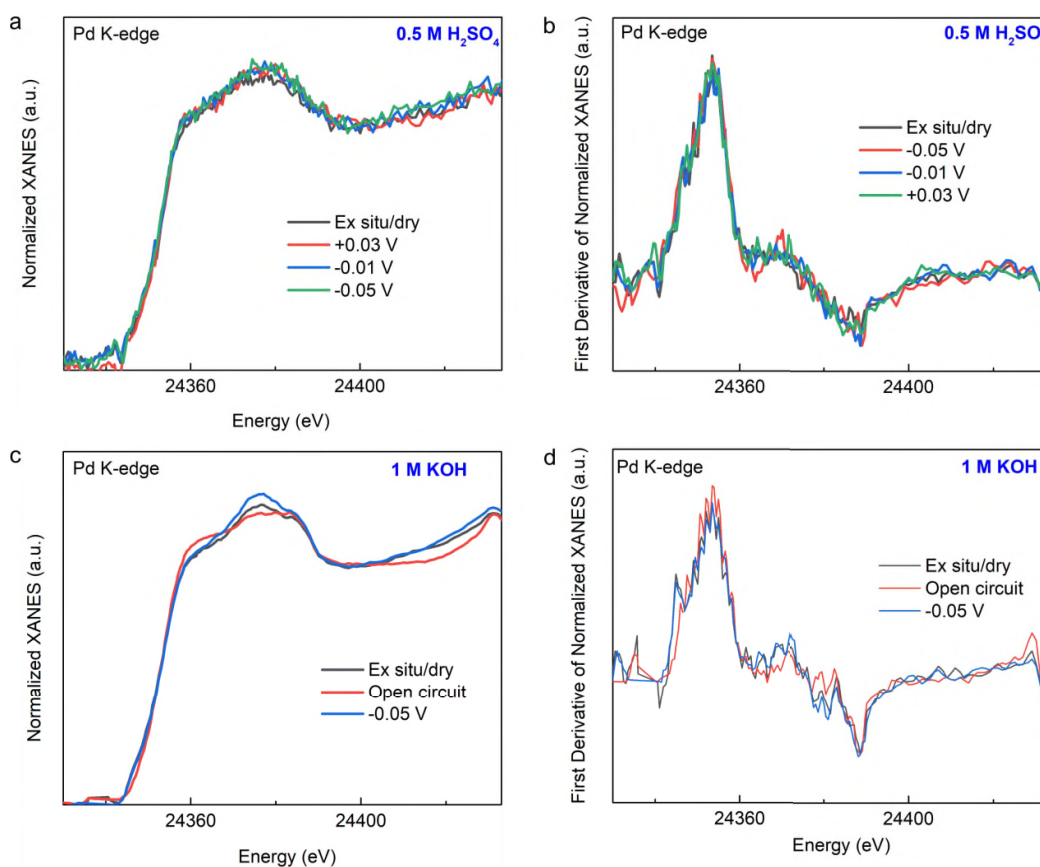 a
Pd K-edge
0.5 M H₂SO₄
Normalized XANES (a.u.)
Ex situ/dry
+0.03 V
-0.01 V
-0.05 V
24360
24400
Energy (eV)
b
Pd K-edge
0.5 M H₂SO
First Derivative of Normalized XANES (a.u.)
Ex situ/dry
-0.05 V
-0.01 V
+0.03 V
24360
24400
Energy (eV)
c
Pd K-edge
1 M KOH
Normalized XANES (a.u.)
Ex situ/dry
Open circuit
-0.05 V
24360
24400
Energy (eV)
d
Pd K-edge
1 M KOH
First Derivative of Normalized XANES (a.u.)
Ex situ/dry
Open circuit
-0.05 V
24360
24400
Energy (eV)